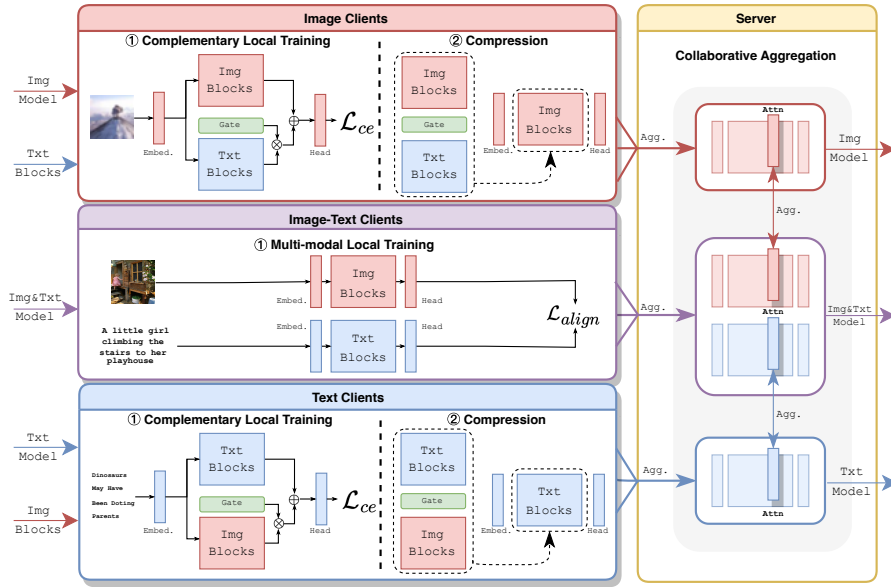 Image Clients
① Complementary Local Training
② Compression
Img
Model
Txt
Blocks
Embed.
Img
Blocks
Gate
Txt
Blocks
Head
ℒce
Img
Blocks
Gate
Txt
Blocks
Embed.
Img
Blocks
Head
Agg.
Image-Text Clients
① Multi-modal Local Training
Img&Txt
Model
A little girl
climbing the
stairs to her
playhouse
Embed.
Img
Blocks
Head
Embed.
Txt
Blocks
Head
ℒalign
Agg.
Text Clients
① Complementary Local Training
② Compression
Txt
Model
Img
Blocks
Dinosaurs
May Have
Been Doting
Parents
Embed.
Txt
Blocks
Gate
Img
Blocks
Head
ℒce
Txt
Blocks
Gate
Img
Blocks
Embed.
Txt
Blocks
Head
Agg.
Server
Collaborative Aggregation
Attn
Img
Model
Agg.
Attn
Img&Txt
Model
Agg.
Attn
Txt
Model